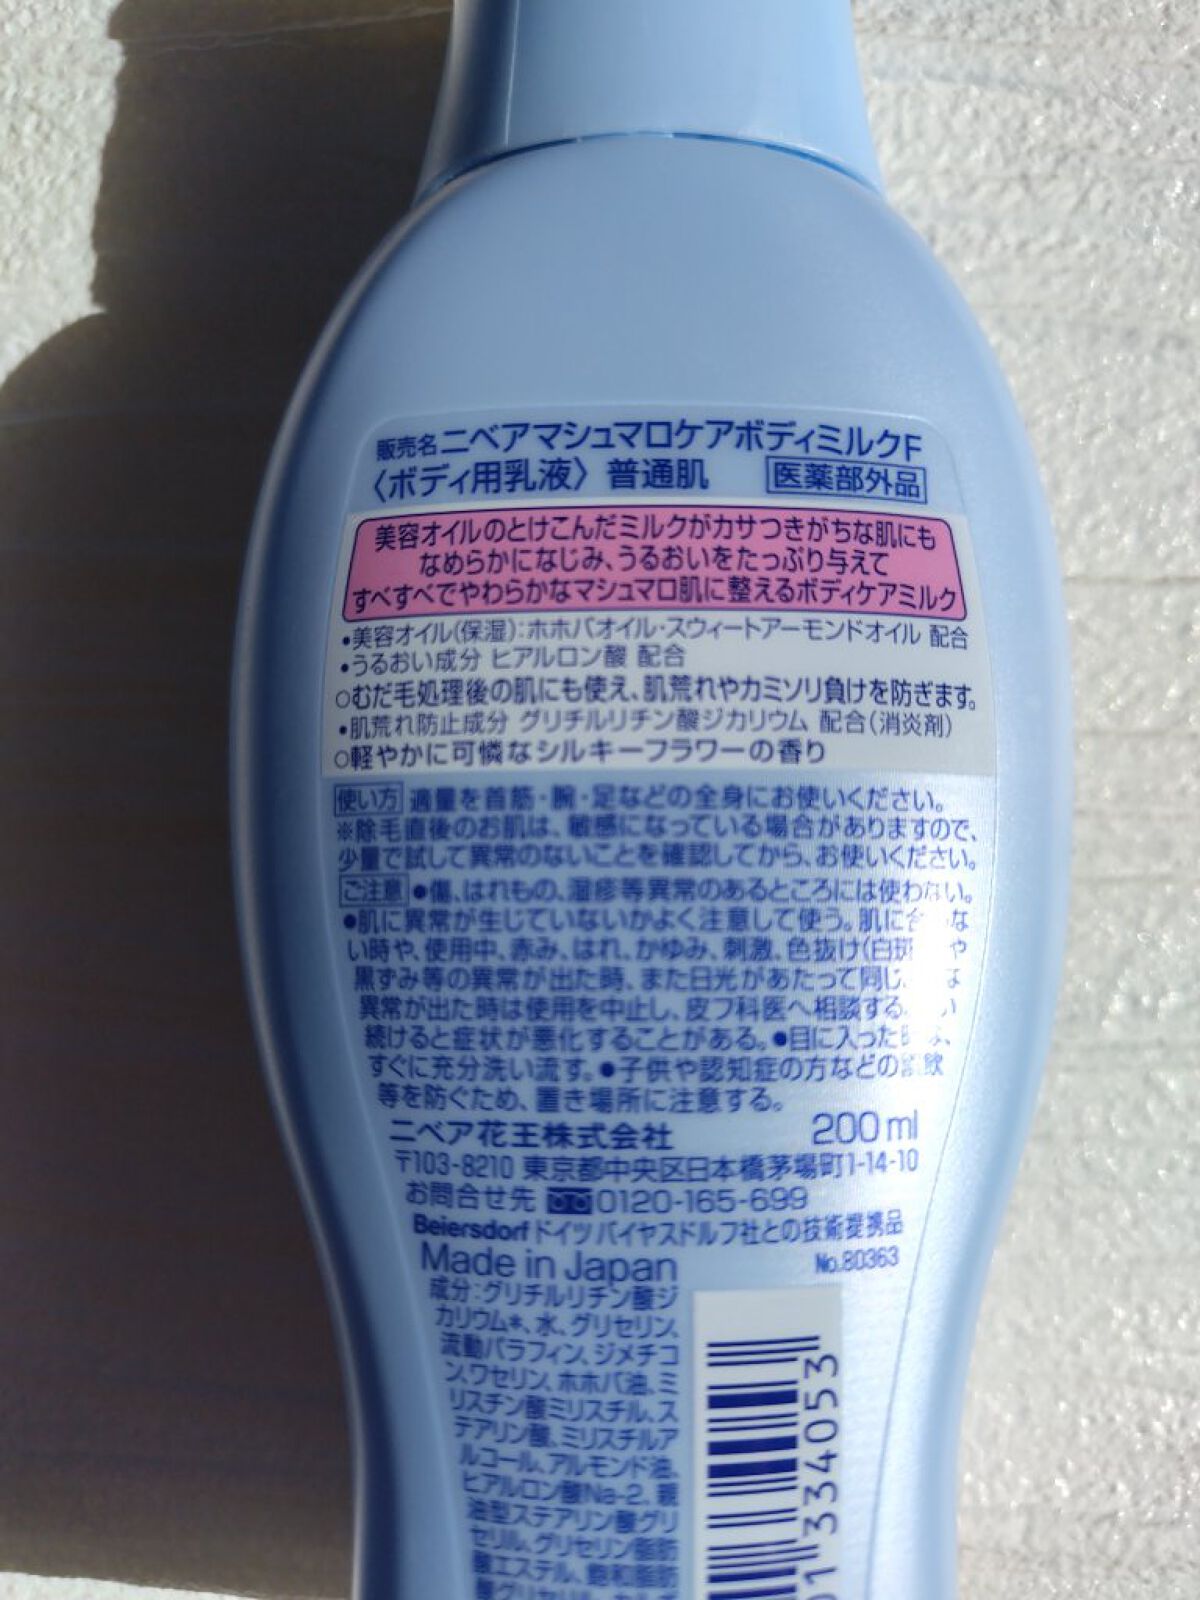 販売名ニベアマシュマロケアボディミルクF
〈ボディ用乳液〉 普通肌 医薬部外品
美容オイルのとけこんだミルクがカサつきがちな肌にも
なめらかになじみ、うるおいをたっぷり与えて
すべすべでやわらかなマシュマロ肌に整えるボディケアミルク
•美容オイル(保湿):ホホバオイル・スウィートアーモンドオイル 配合
•うるおい成分 ヒアルロン酸 配合
○むだ毛処理後の肌にも使え、肌荒れやカミソリ負けを防ぎます。
•肌荒れ防止成分 グリチルリチン酸ジカリウム 配合(消炎剤)
○軽やかに可憐なシルキーフラワーの香り
使い方 適量を首筋・腕・足などの全身にお使いください。
※除毛直後のお肌は、敏感になっている場合がありますので、
少量で試して異常のないことを確認してから、お使いください。
ご注意 ●傷、はれもの、湿疹等異常のあるところには使わない。
●肌に異常が生じていないかよく注意して使う。肌に合 な
い時や、使用中、赤み、はれ、かゆみ、刺激、色抜け(白斑 や
黒ずみ等の異常が出た時、また日光があたって同じ は
異常が出た時は使用を中止し、皮フ科医へ相談する。 い
続けると症状が悪化することがある。●目に入った時は、
すぐに充分洗い流す。●子供や認知症の方などの誤飲
等を防ぐため、置き場所に注意する。
ニベア花王株式会社 200ml
〒103-8210 東京都中央区日本橋茅場町1-14-10
お問合せ先 0120-165-699
Beiersdorfドイツバイヤスドルフ社との技術提携品
Made in Japan No.80363
成分:グリチルリチン酸ジ
カリウム*、水、グリセリン、
流動パラフィン、ジメチコ
ン、ワセリン、ホホバ油、ミ
リスチン酸ミリスチル、ス
テアリン酸、ミリスチルア
ルコール、アルモンド油、
ヒアルロン酸Na-2、親
油型ステアリン酸グリ
セリル、グリセリン脂肪
酸エステル、飽和脂肪
酸グリセリル、
01334053